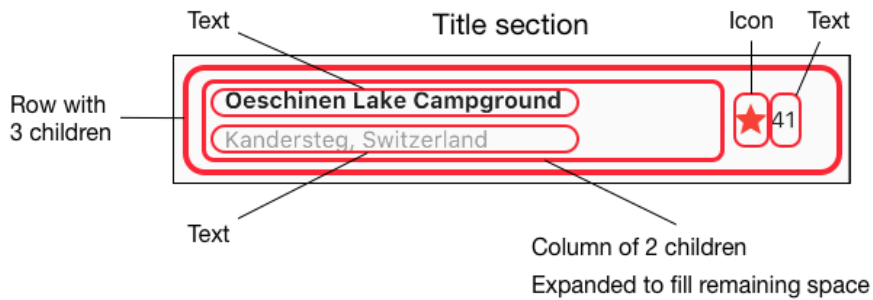 Text
Title section
Icon
Text
Row with
3 children
Oeschinen Lake Campground
Kandersteg, Switzerland
41
Text
Column of 2 children
Expanded to fill remaining space